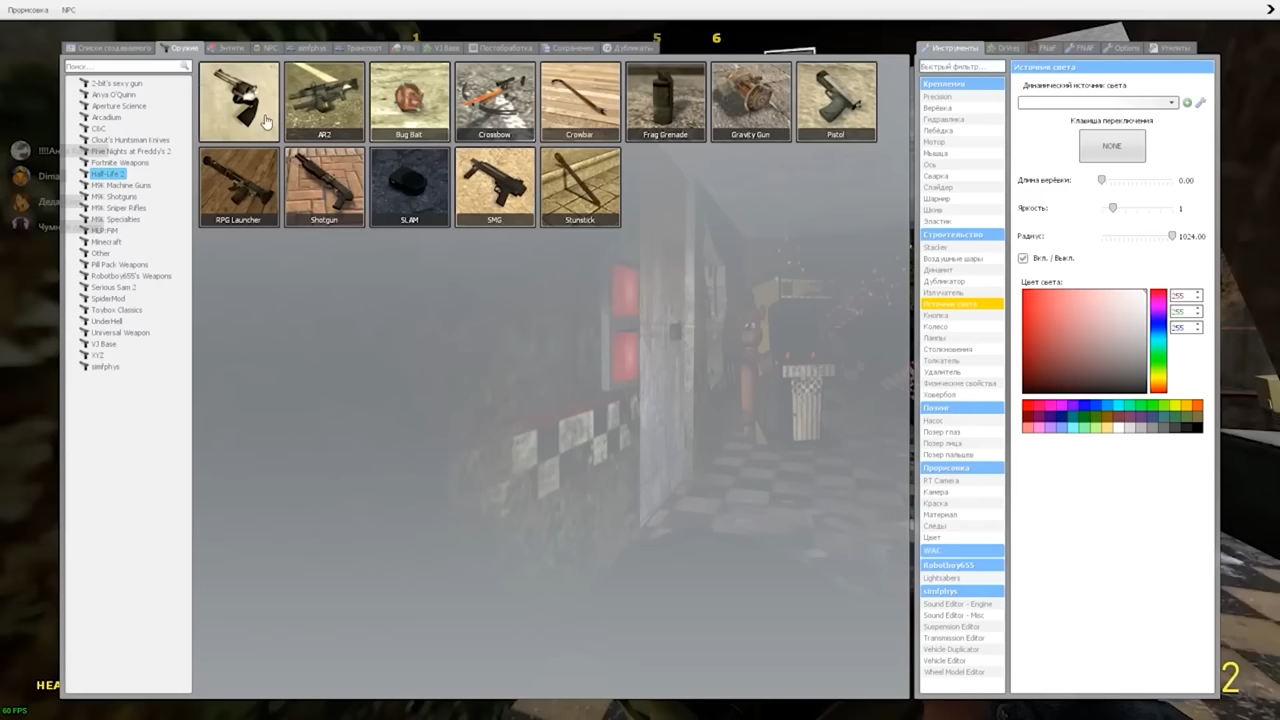 Прорисовка NPC
1 5 6
Списки создаваемого Оружие Энтити NPC simfphys Транспорт Pills VJ Base Постобработка Сохранения Дубликаты
Поиск...
2-bit's sexy gun
Anya O'Quinn
Aperture Science
Arcadium
CbC
Clout's Huntsman Knives
Five Nights at Freddy's 2
Fortnite Weapons
Half-Life 2
M9K Machine Guns
M9K Shotguns
M9K Sniper Rifles
M9K Specialties
MLP:FiM
Minecraft
Other
Pill Pack Weapons
Robotboy655's Weapons
Serious Sam 2
SpiderMod
Toybox Classics
UnderHell
Universal Weapon
VJ Base
XYZ
simfphys
AR2 Bug Bait Crossbow Crowbar Frag Grenade Gravity Gun Pistol
RPG Launcher Shotgun SLAM SMG Stunstick
Инструменты Drives FNAF FNAF Options Утилиты
Быстрый фильтр...
Крепления
Precision
Верёвка
Гидравлика
Лебёдка
Мотор
Мышца
Ось
Сварка
Слайдер
Шарнир
Шкив
Эластик
Строительство
Stacker
Воздушные шары
Динамит
Дубликатор
Излучатель
Источник света
Кнопка
Колесо
Лампы
Столкновения
Толкатель
Удалитель
Физические свойства
Ховербол
Позинг
Насос
Позер глаз
Позер лица
Позер пальцев
Прорисовка
RT Camera
Камера
Краска
Материал
Следы
Цвет
WAC
Robotboy655
Lightsabers
simfphys
Sound Editor - Engine
Sound Editor - Misc
Suspension Editor
Transmission Editor
Vehicle Duplicator
Vehicle Editor
Wheel Model Editor
Источник света
Динамический источник света
Клавиша переключения
NONE
Длина верёвки: 0.00
Яркость: 1
Радиус: 1024.00
Вкл. / Выкл.
Цвет света:
255
255
255
HEA
2
60 FPS